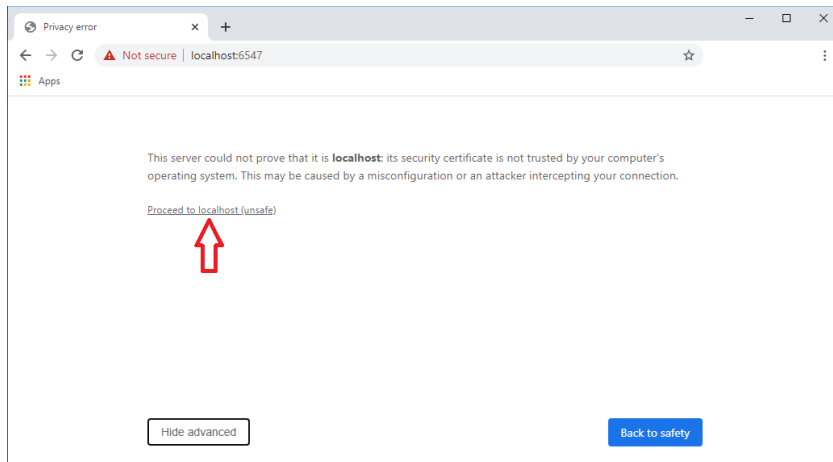 Privacy error
Not secure | localhost:6547
Apps
This server could not prove that it is localhost; its security certificate is not trusted by your computer's
operating system. This may be caused by a misconfiguration or an attacker intercepting your connection.
Proceed to localhost (unsafe)
Hide advanced
Back to safety